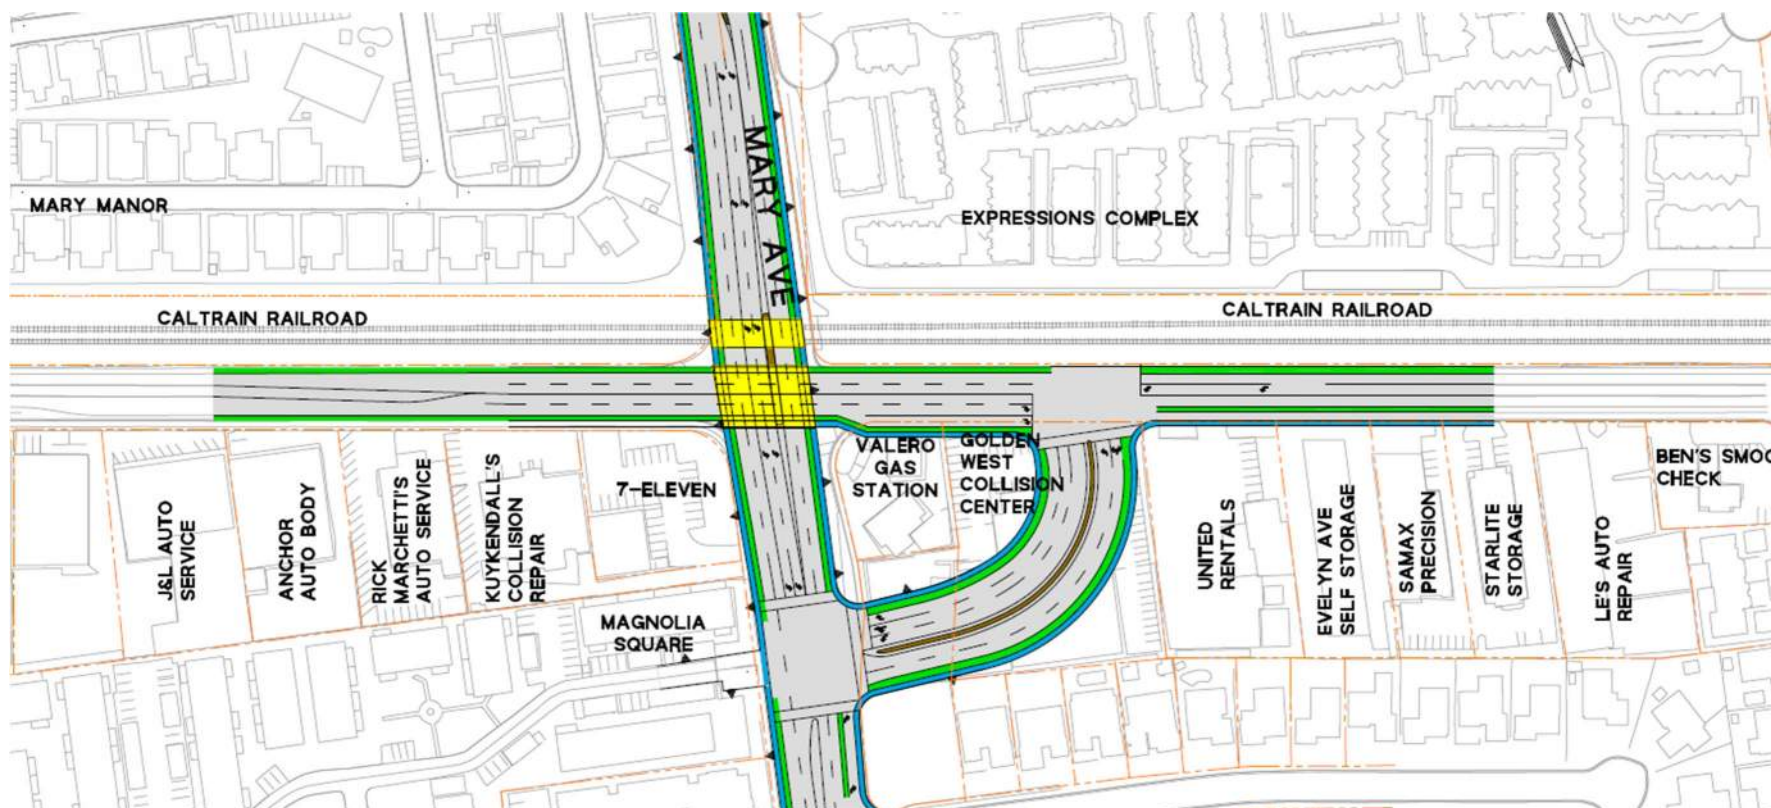 MARY AVE
MARY MANOR
EXPRESSIONS COMPLEX
CALTRAIN RAILROAD
CALTRAIN RAILROAD
J&L AUTO
SERVICE
ANCHOR
AUTO BODY
RICK
MARCHETTI'S
AUTO SERVICE
KUYKENDALL'S
COLLISION
REPAIR
7-ELEVEN
MAGNOLIA
SQUARE
VALERO
GAS
STATION
GOLDEN
WEST
COLLISION
CENTER
UNITED
RENTALS
EVELYN AVE
SELF STORAGE
SAMAX
PRECISION
STARLITE
STORAGE
LE'S AUTO
REPAIR
BEN'S SMOG
CHECK